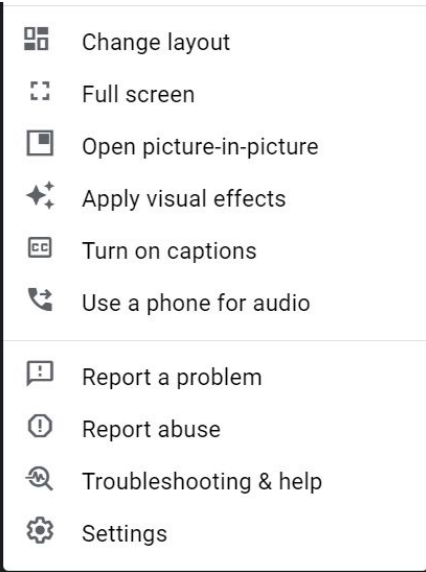 Change layout
Full screen
Open picture-in-picture
Apply visual effects
CC Turn on captions
Use a phone for audio
Report a problem
Report abuse
Troubleshooting & help
Settings